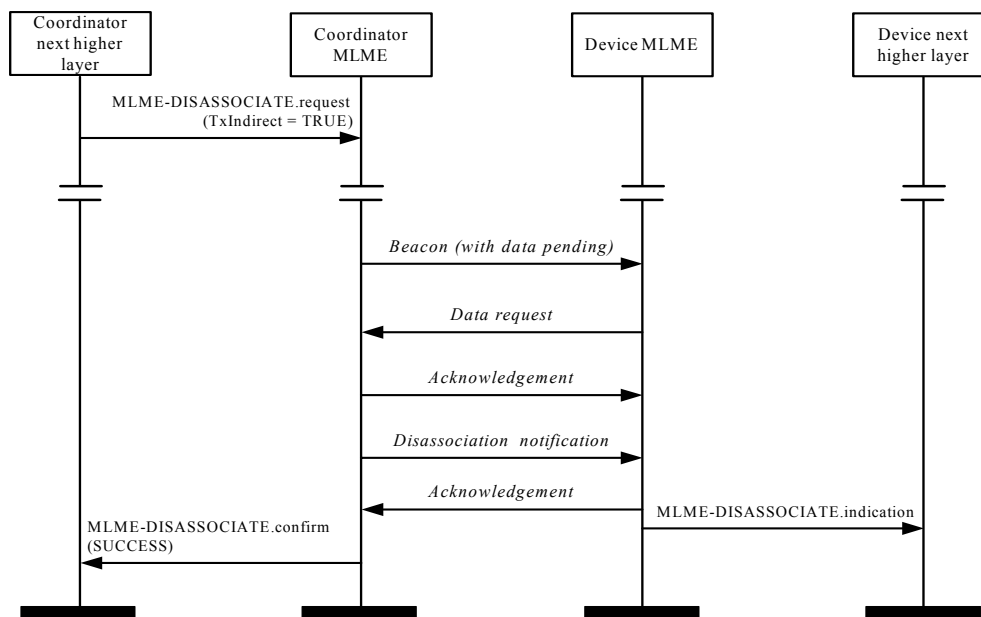 Coordinator
next higher
layer
Coordinator
MLME
Device MLME
Device next
higher layer
MLME-DISASSOCIATE.request
(TxIndirect = TRUE)
Beacon (with data pending)
Data request
Acknowledgement
Disassociation notification
Acknowledgement
MLME-DISASSOCIATE.indication
MLME-DISASSOCIATE.confirm
(SUCCESS)